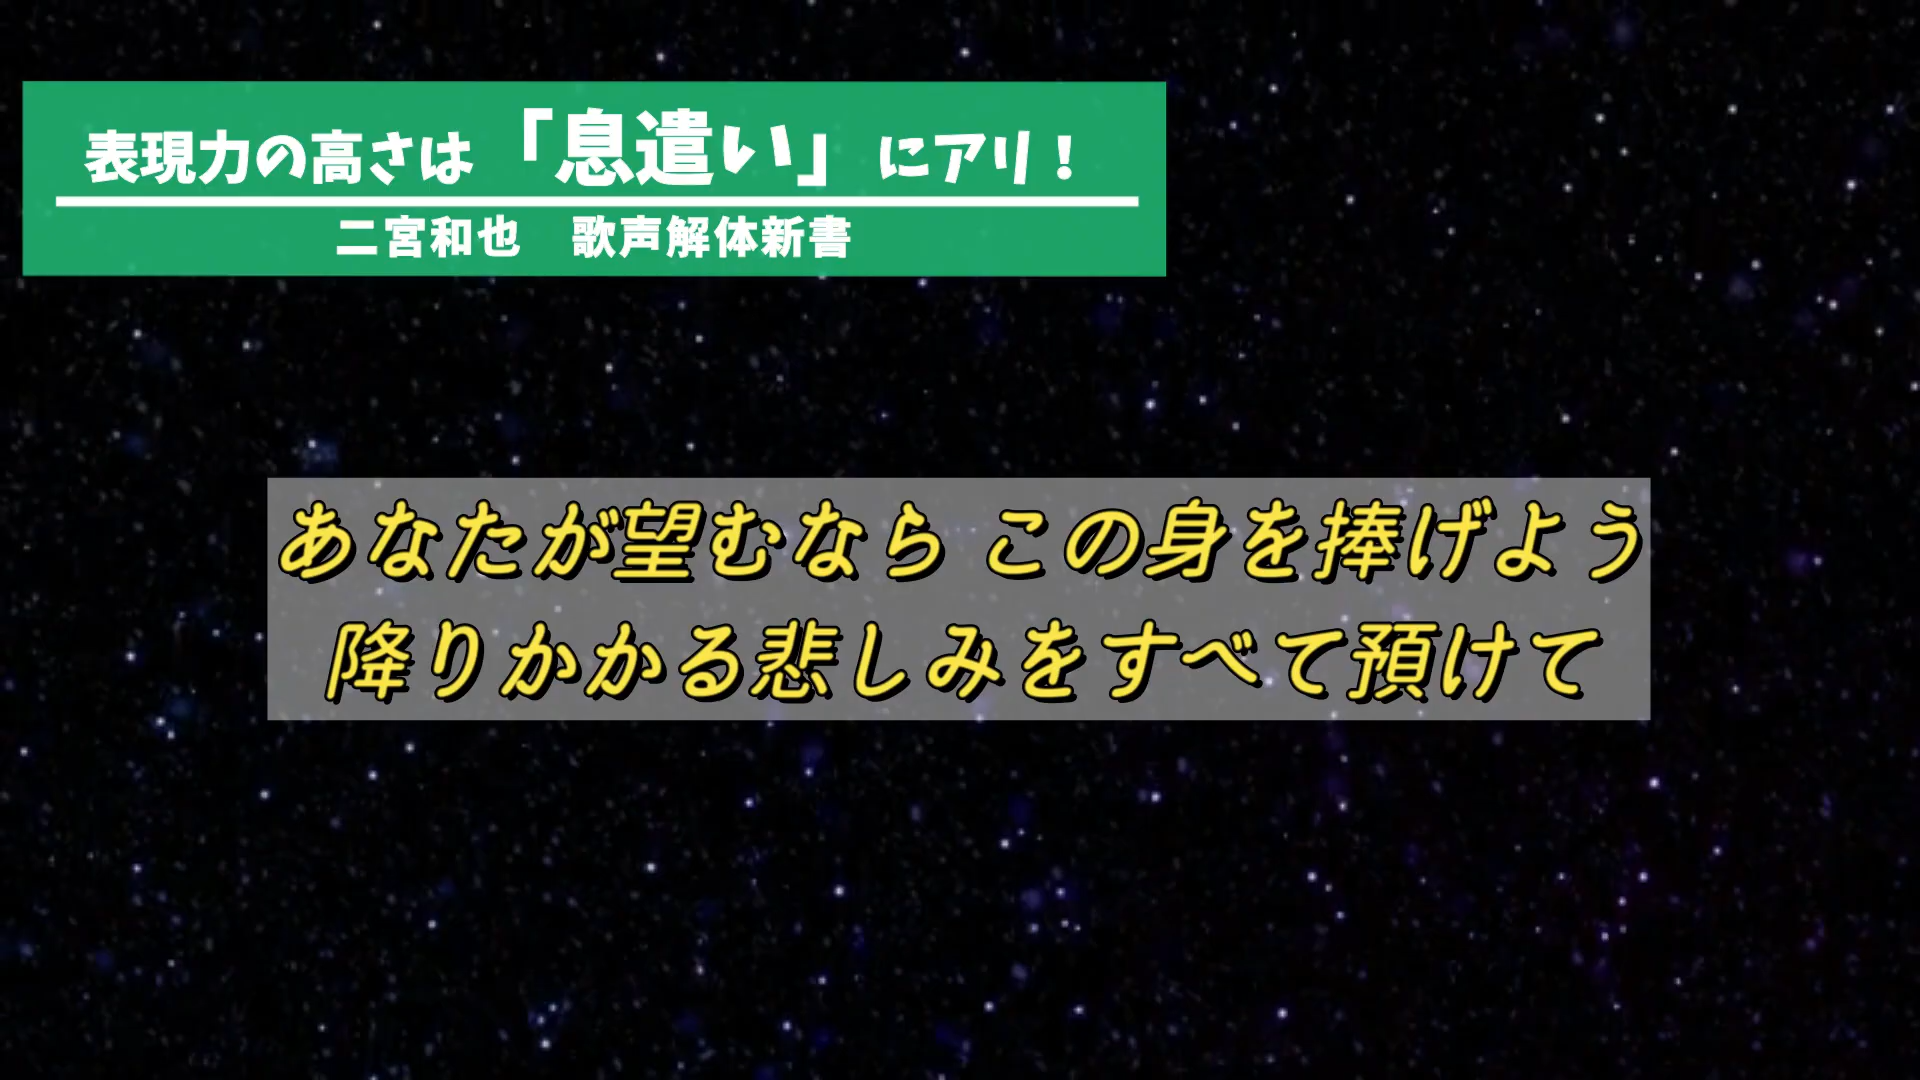 表現力の高さは「息遣い」にアリ！
二宮和也　歌声解体新書
あなたが望むなら この身を捧げよう
降りかかる悲しみをすべて預けて